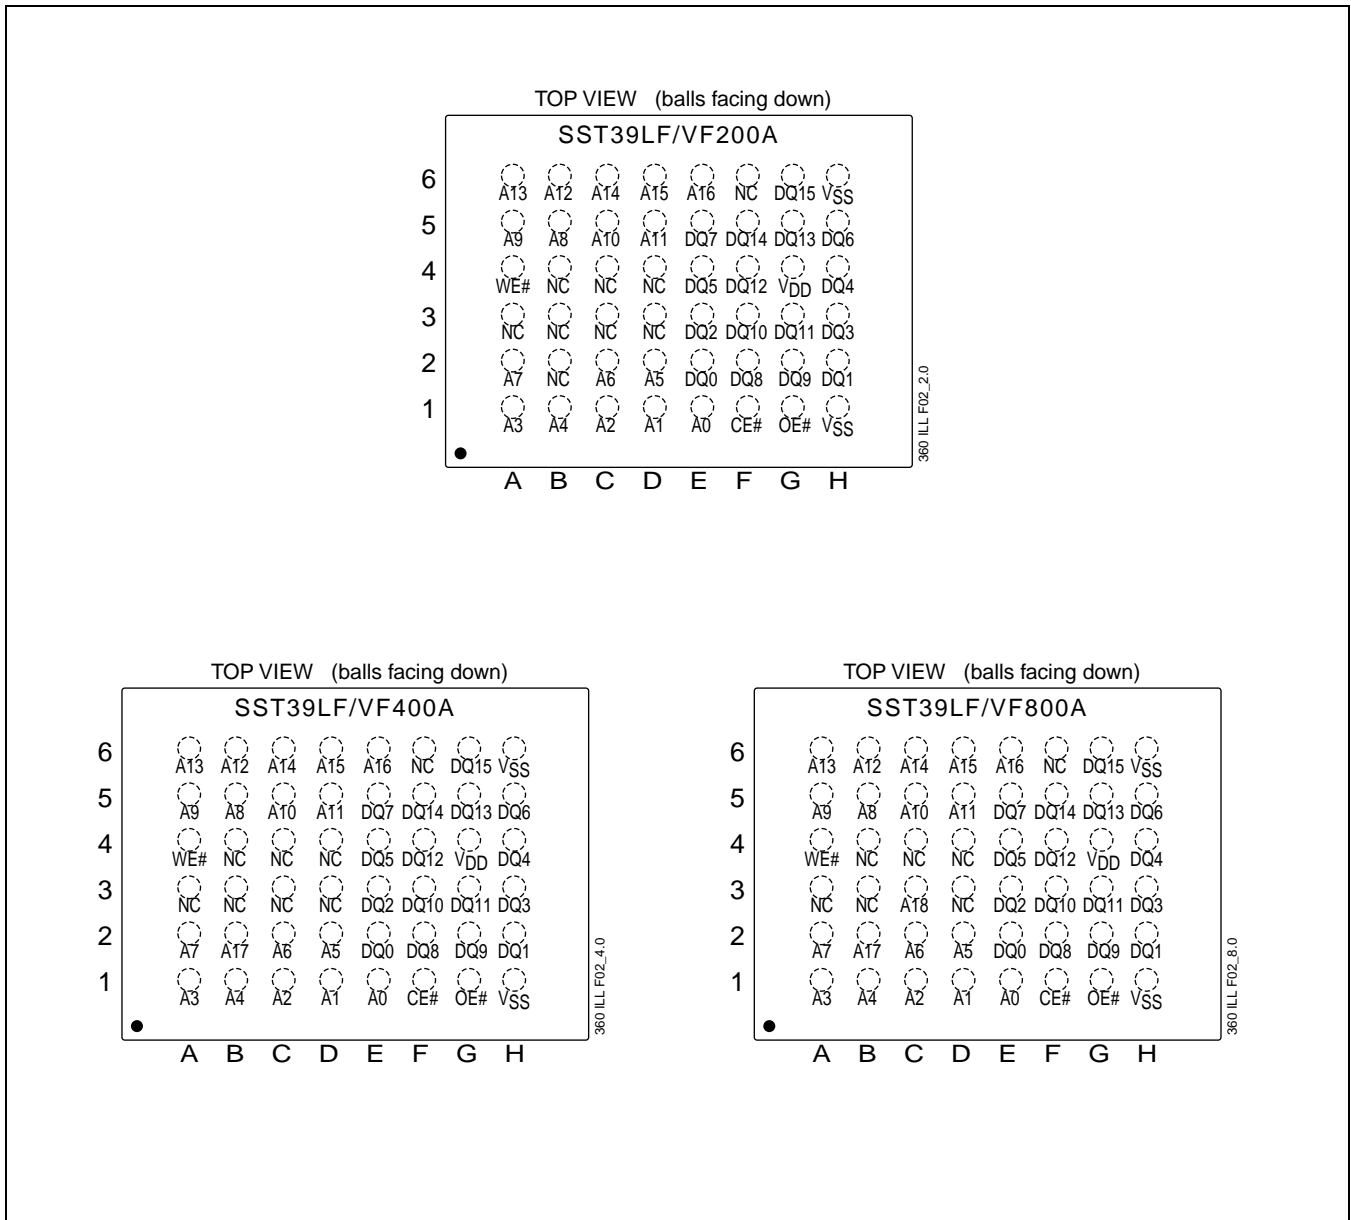 TOP VIEW (balls facing down)
SST39LF/VF200A
6 A13 A12 A14 A15 A16 NC DQ15 VSS
5 A9 A8 A10 A11 DQ7 DQ14 DQ13 DQ6
4 WE# NC NC NC DQ5 DQ12 VDD DQ4
3 NC NC NC NC DQ2 DQ10 DQ11 DQ3
2 A7 NC A6 A5 DQ0 DQ8 DQ9 DQ1
1 A3 A4 A2 A1 A0 CE# OE# VSS
A B C D E F G H
360 ILL F02_2.0
TOP VIEW (balls facing down)
SST39LF/VF400A
6 A13 A12 A14 A15 A16 NC DQ15 VSS
5 A9 A8 A10 A11 DQ7 DQ14 DQ13 DQ6
4 WE# NC NC NC DQ5 DQ12 VDD DQ4
3 NC NC NC NC DQ2 DQ10 DQ11 DQ3
2 A7 A17 A6 A5 DQ0 DQ8 DQ9 DQ1
1 A3 A4 A2 A1 A0 CE# OE# VSS
A B C D E F G H
360 ILL F02_4.0
TOP VIEW (balls facing down)
SST39LF/VF800A
6 A13 A12 A14 A15 A16 NC DQ15 VSS
5 A9 A8 A10 A11 DQ7 DQ14 DQ13 DQ6
4 WE# NC NC NC DQ5 DQ12 VDD DQ4
3 NC NC A18 NC DQ2 DQ10 DQ11 DQ3
2 A7 A17 A6 A5 DQ0 DQ8 DQ9 DQ1
1 A3 A4 A2 A1 A0 CE# OE# VSS
A B C D E F G H
360 ILL F02_8.0